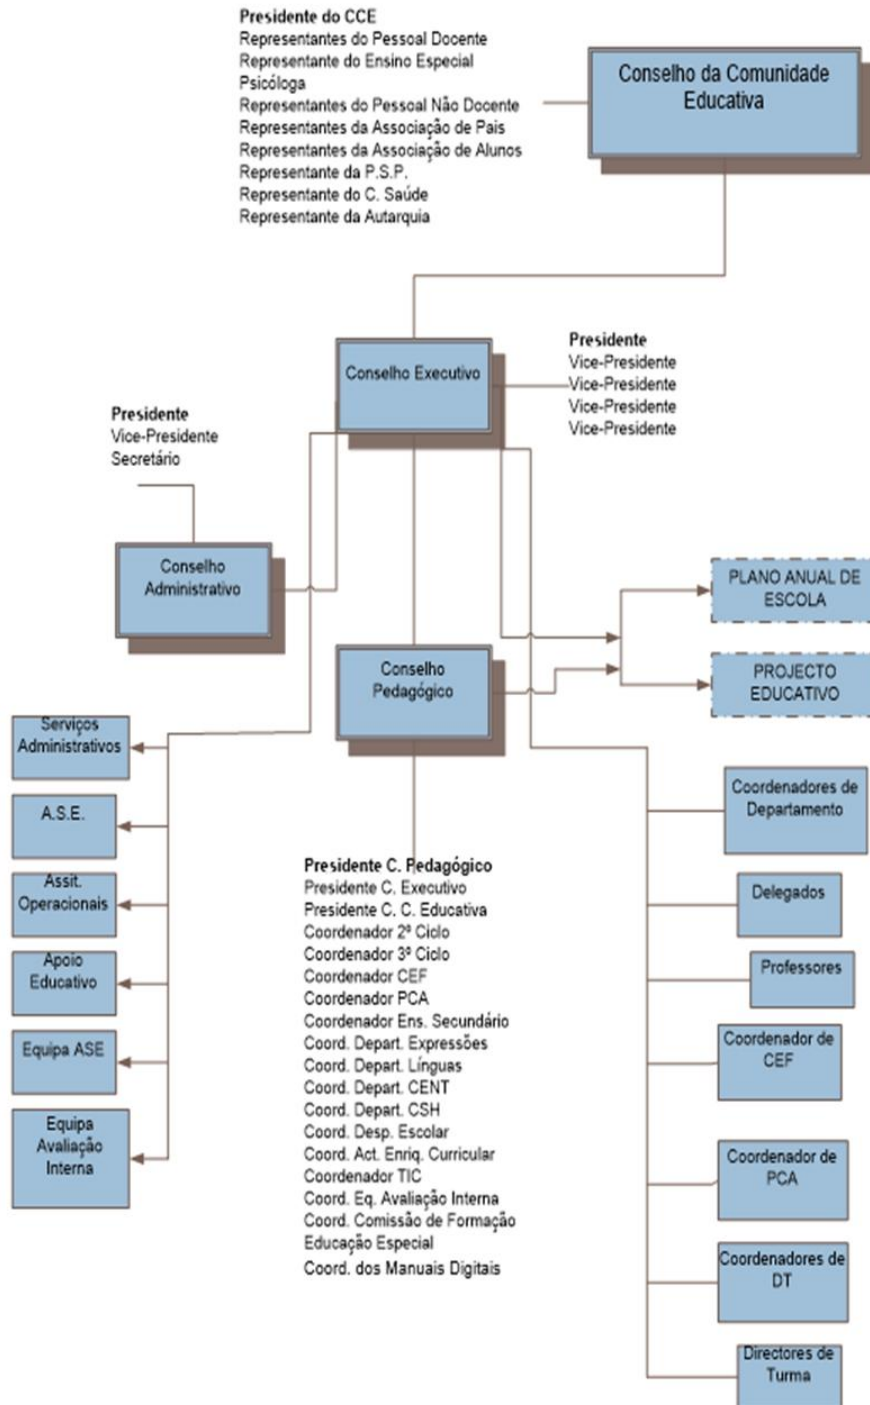 Presidente do CCE
Representantes do Pessoal Docente
Representante do Ensino Especial
Psicóloga
Representantes do Pessoal Não Docente
Representantes da Associação de Pais
Representantes da Associação de Alunos
Representante da P.S.P.
Representante do C. Saúde
Representante da Autarquia
Conselho da Comunidade
Educativa
Conselho Executivo
Presidente
Vice-Presidente
Vice-Presidente
Vice-Presidente
Vice-Presidente
Presidente
Vice-Presidente
Secretário
Conselho
Administrativo
Conselho
Pedagógico
PLANO ANUAL DE
ESCOLA
PROJECTO
EDUCATIVO
Serviços
Administrativos
A.S.E.
Assit.
Operacionais
Apoio
Educativo
Equipa ASE
Equipa
Avaliação
Interna
Presidente C. Pedagógico
Presidente C. Executivo
Presidente C. C. Educativa
Coordenador 2º Ciclo
Coordenador 3º Ciclo
Coordenador CEF
Coordenador PCA
Coordenador Ens. Secundário
Coord. Depart. Expressões
Coord. Depart. Línguas
Coord. Depart. CENT
Coord. Depart. CSH
Coord. Desp. Escolar
Coord. Act. Enriq. Curricular
Coordenador TIC
Coord. Eq. Avaliação Interna
Coord. Comissão de Formação
Educação Especial
Coord. dos Manuais Digitais
Coordenadores de
Departamento
Delegados
Professores
Coordenador de
CEF
Coordenador de
PCA
Coordenadores de
DT
Directores de
Turma